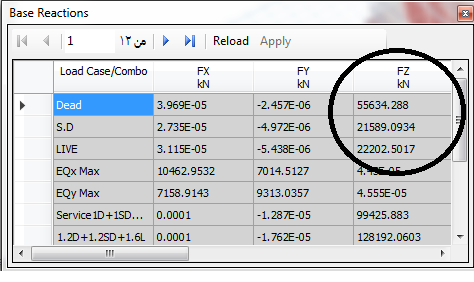 Base Reactions
1 من ١٢ Reload Apply
Load Case/Combo FX kN FY kN FZ kN
Dead 3.969E-05 -2.457E-06 55634.288
S.D 2.735E-05 -4.972E-06 21589.0934
LIVE 3.115E-05 -5.438E-06 22202.5017
EQx Max 10462.9532 7014.5127
EQy Max 7158.9143 9313.0357 4.555E-05
Service1D+1SD... 0.0001 -1.287E-05 99425.883
1.2D+1.2SD+1.6L 0.0001 -1.762E-05 128192.0603